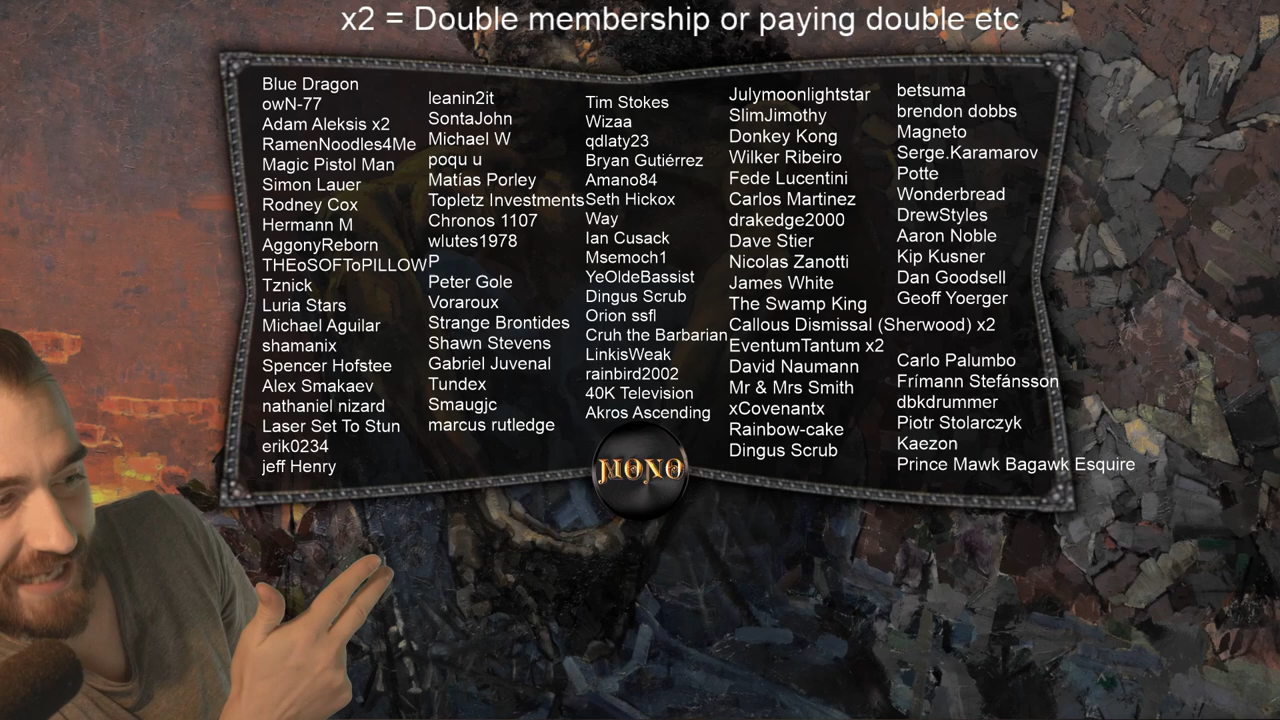 x2 = Double membership or paying double etc
Blue Dragon
owN-77
Adam Aleksis x2
RamenNoodles4Me
Magic Pistol Man
Simon Lauer
Rodney Cox
Hermann M
AggonyReborn
THEoSOFToPILLOW
Tznick
Luria Stars
Michael Aguilar
shamanix
Spencer Hofstee
Alex Smakaev
nathaniel nizard
Laser Set To Stun
erik0234
jeff Henry
leanin2it
SontaJohn
Michael W
poqu u
Matías Porley
Topletz Investments
Chronos 1107
wlutes1978
P
Peter Gole
Voraroux
Strange Brontides
Shawn Stevens
Gabriel Juvenal
Tundex
Smaugjc
marcus rutledge
Tim Stokes
Wizaa
qdlaty23
Bryan Gutiérrez
Amano84
Seth Hickox
Way
Ian Cusack
Msemoch1
YeOldeBassist
Dingus Scrub
Orion ssfl
Cruh the Barbarian
LinkisWeak
rainbird2002
40K Television
Akros Ascending
Julymoonlightstar
SlimJimothy
Donkey Kong
Wilker Ribeiro
Fede Lucentini
Carlos Martinez
drakedge2000
Dave Stier
Nicolas Zanotti
James White
The Swamp King
Callous Dismissal (Sherwood) x2
EventumTantum x2
David Naumann
Mr & Mrs Smith
xCovenantx
Rainbow-cake
Dingus Scrub
betsuma
brendon dobbs
Magneto
Serge.Karamarov
Potte
Wonderbread
DrewStyles
Aaron Noble
Kip Kusner
Dan Goodsell
Geoff Yoerger
Carlo Palumbo
Frímann Stefánsson
dbkdrummer
Piotr Stolarczyk
Kaezon
Prince Mawk Bagawk Esquire
MONO